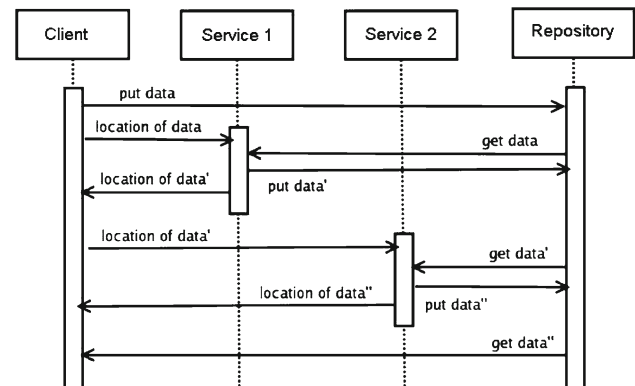 Client
Service 1
Service 2
Repository
put data
location of data
get data
location of data'
put data'
location of data'
get data'
location of data"
put data"
get data"